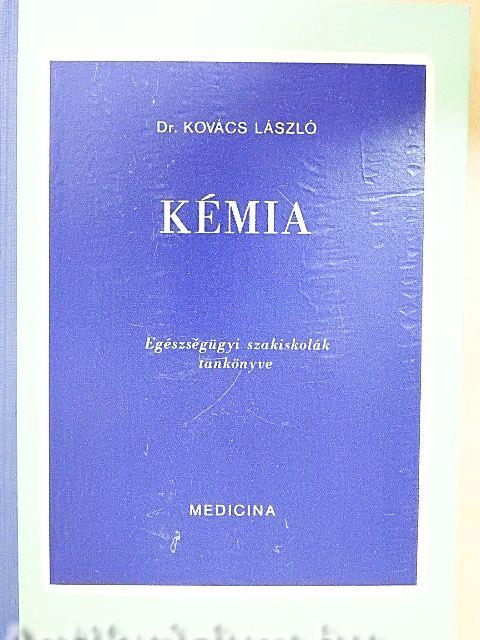 Dr. KOVÁCS LÁSZLÓ
KÉMIA
Egészségügyi szakiskolák
tankönyve
MEDICINA